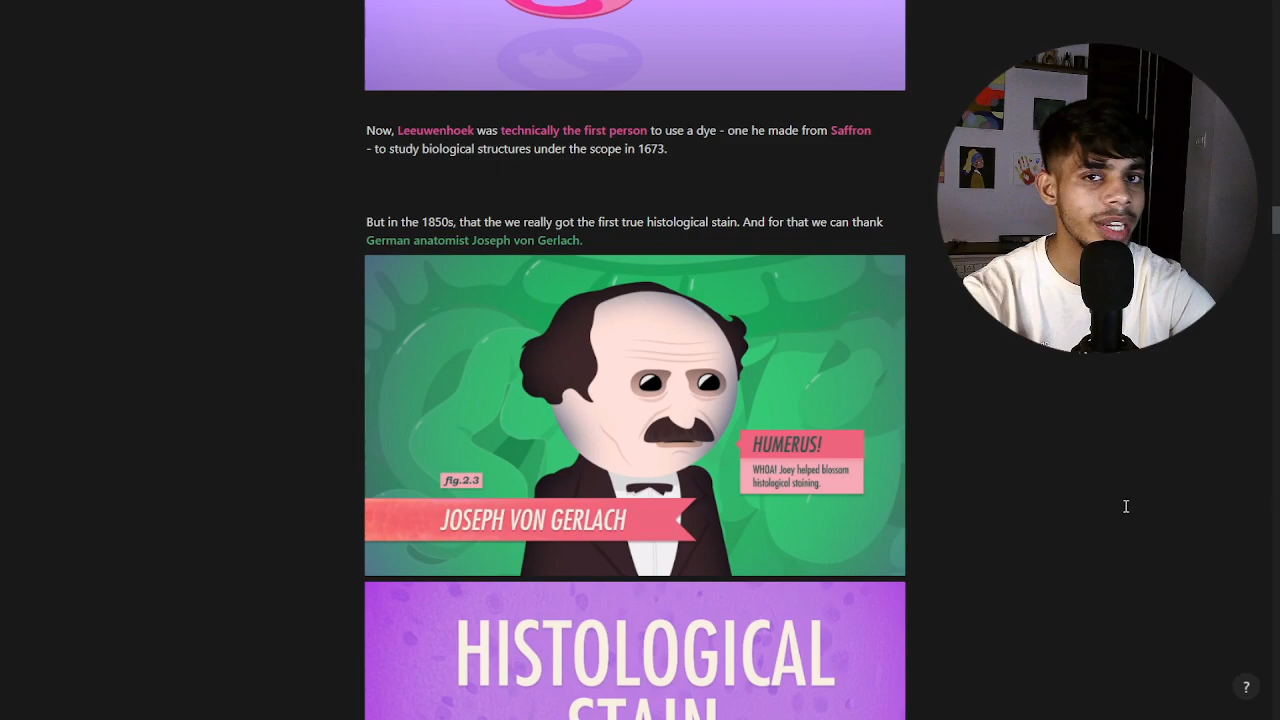 Now, Leeuwenhoek was technically the first person to use a dye - one he made from Saffron
- to study biological structures under the scope in 1673.
But in the 1850s, that the we really got the first true histological stain. And for that we can thank
German anatomist Joseph von Gerlach.
HUMERUS!
WHOA! Joey helped blossom
histological staining.
fig.2.3
JOSEPH VON GERLACH
HISTOLOGICAL
STAIN
?